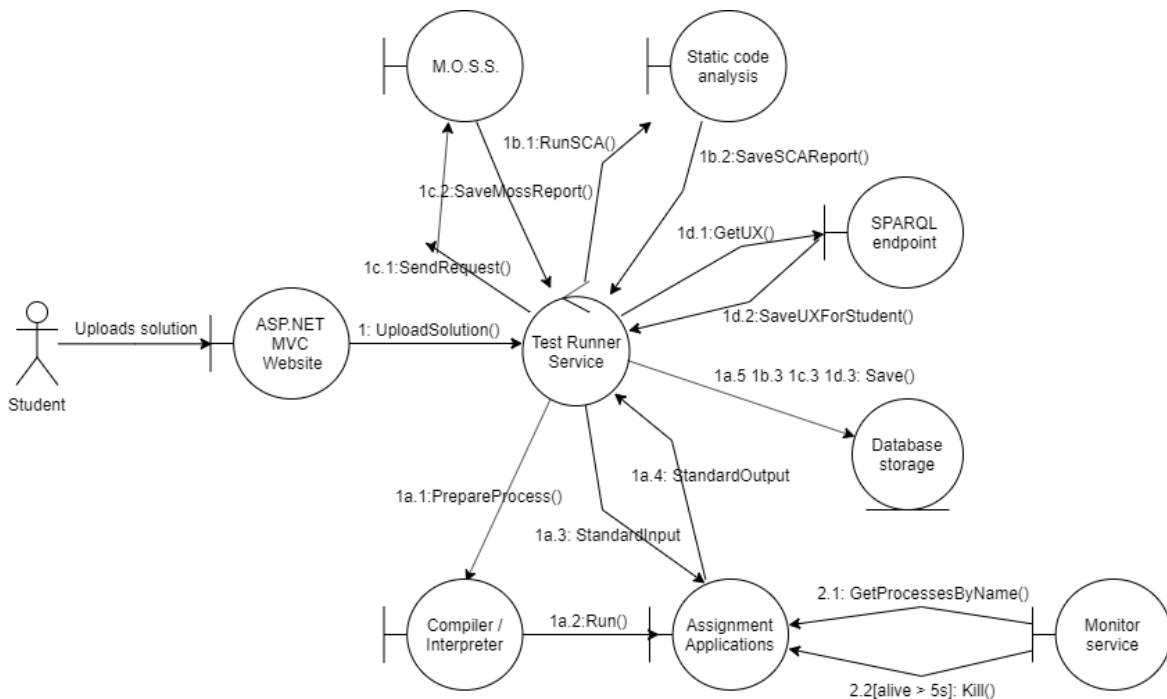 M.O.S.S.
Static code
analysis
1b.1:RunSCA()
1b.2:SaveSCAReport()
1c.2:SaveMossReport()
SPARQL
endpoint
1d.1:GetUX()
1c.1:SendRequest()
Uploads solution
ASP.NET
MVC
Website
1: UploadSolution()
Test Runner
Service
1d.2:SaveUXForStudent()
Student
1a.5 1b.3 1c.3 1d.3: Save()
Database
storage
1a.4: StandardOutput
1a.1:PrepareProcess()
1a.3: StandardInput
2.1: GetProcessesByName()
Compiler /
Interpreter
1a.2:Run()
Assignment
Applications
Monitor
service
2.2[alive > 5s]: Kill()